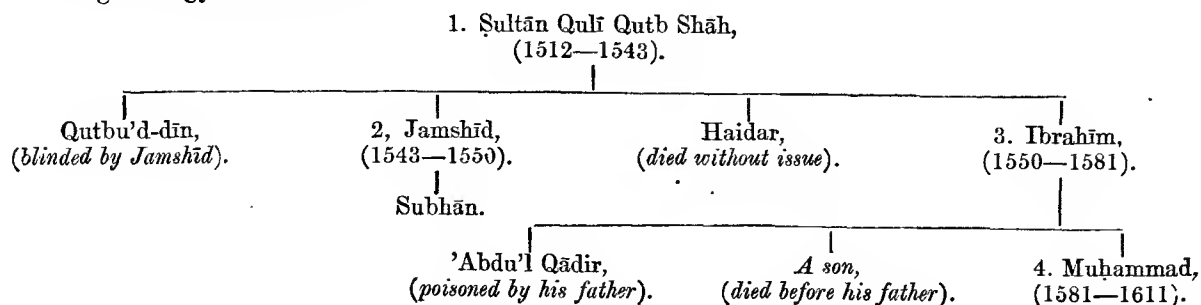 1. Ṣultān Qulī Qutb Shāh,
(1512—1543).
Qutbu'd-dīn, 2, Jamshīd, Haidar, 3. Ibrahīm,
(blinded by Jamshīd). (1543—1550). (died without issue). (1550—1581).
Subhān.
'Abdu'l Qādir, A son, 4. Muḥammad,
(poisoned by his father). (died before his father). (1581—1611).